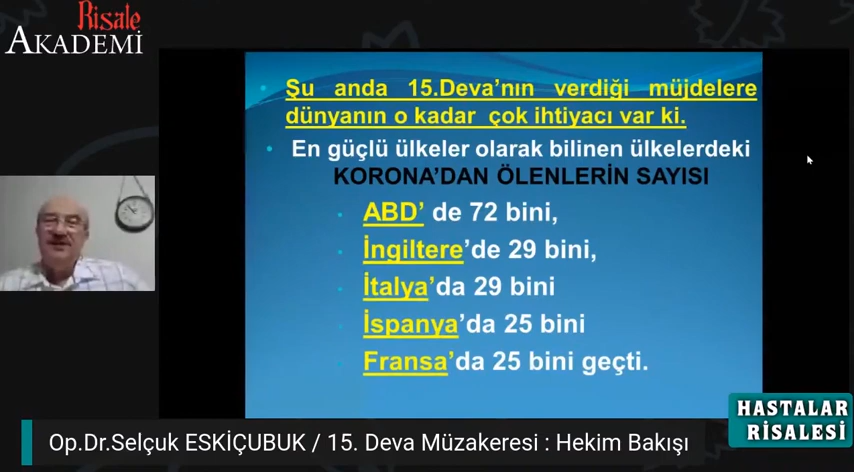 Risale
AKADEMİ
Şu anda 15.Deva’nın verdiği müjdelere
dünyanın o kadar çok ihtiyacı var ki.
En güçlü ülkeler olarak bilinen ülkelerdeki
KORONA’DAN ÖLENLERİN SAYISI
ABD’ de 72 bini,
İngiltere’de 29 bini,
İtalya’da 29 bini
İspanya’da 25 bini
Fransa’da 25 bini geçti.
HASTALAR
RİSALESİ
Op.Dr.Selçuk ESKİÇUBUK / 15. Deva Müzakeresi : Hekim Bakışı